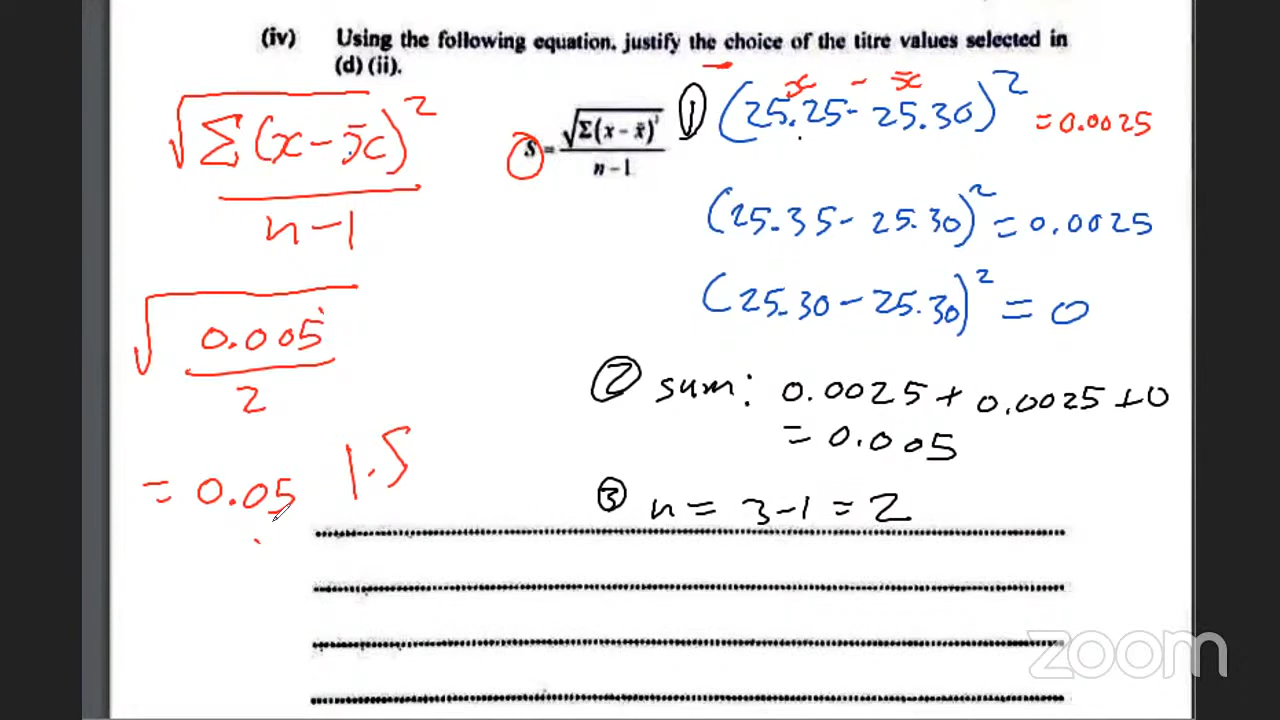 (iv) Using the following equation, justify the choice of the titre values selected in
(d) (ii).
√Σ(x - x̄)²
n-1
S = √Σ(x - x̄)²
n - 1
① (25.25 - 25.30)² = 0.0025
x - x̄
(25.35 - 25.30)² = 0.0025
(25.30 - 25.30)² = 0
√0.005
2
= 0.05
1.5
② sum: 0.0025 + 0.0025 + 0
= 0.005
③ n = 3-1 = 2
zoom